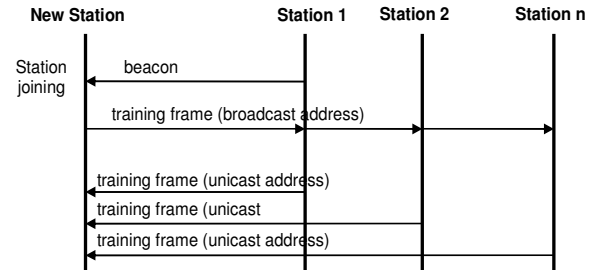 New Station Station 1 Station 2 Station n
Station joining
beacon
training frame (broadcast address)
training frame (unicast address)
training frame (unicast
training frame (unicast address)